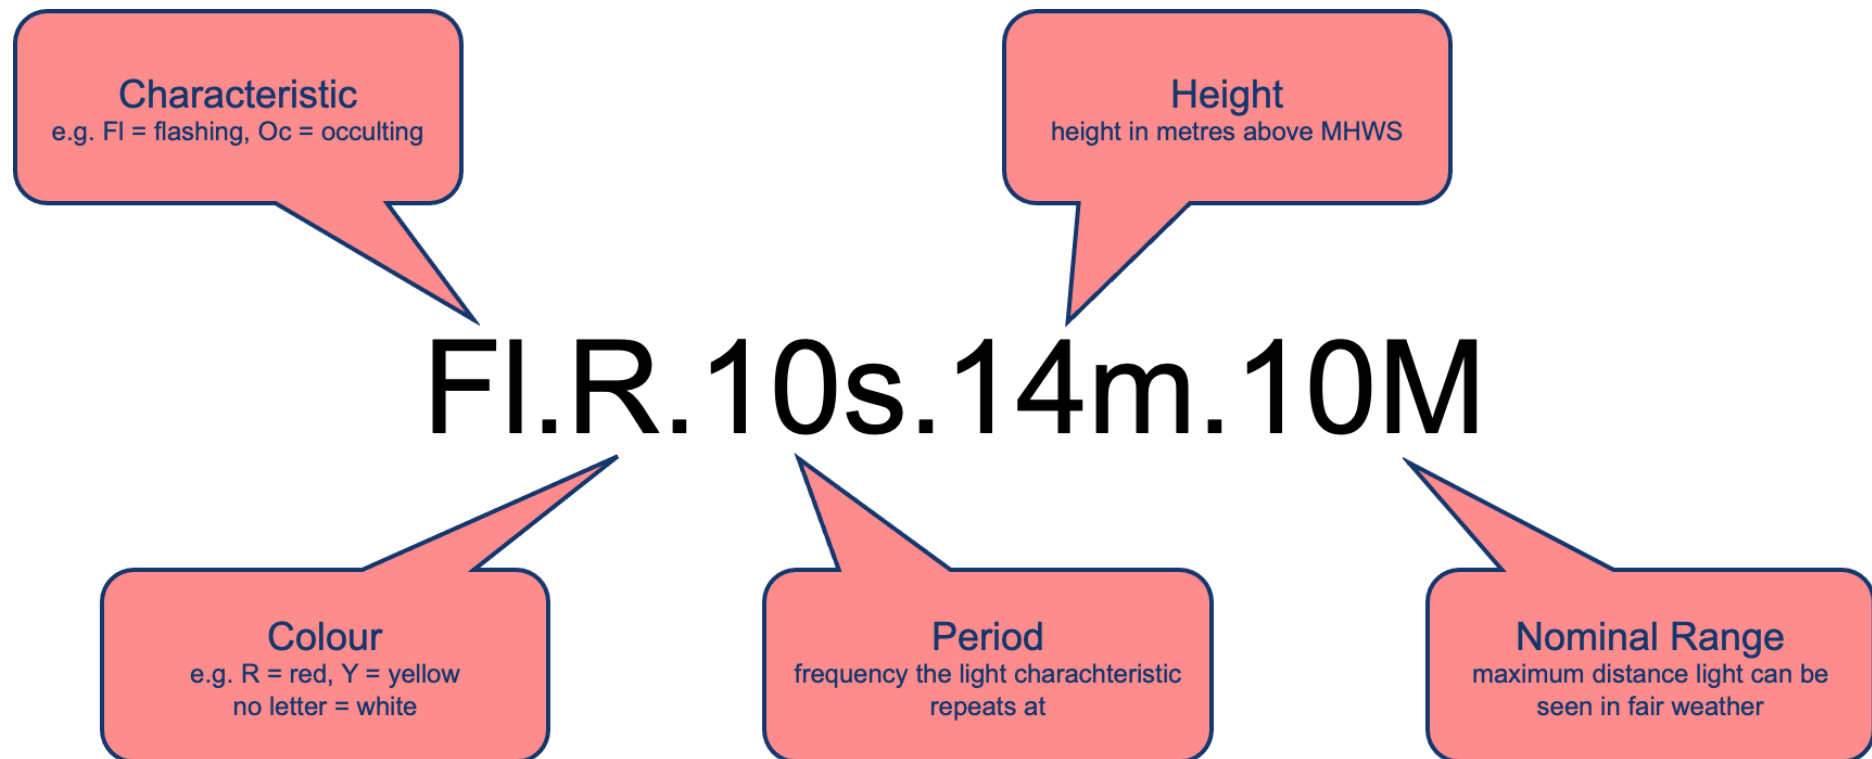 Characteristic
e.g. Fl = flashing, Oc = occulting
Height
height in metres above MHWS
Fl.R.10s.14m.10M
Colour
e.g. R = red, Y = yellow
no letter = white
Period
frequency the light charachteristic
repeats at
Nominal Range
maximum distance light can be
seen in fair weather